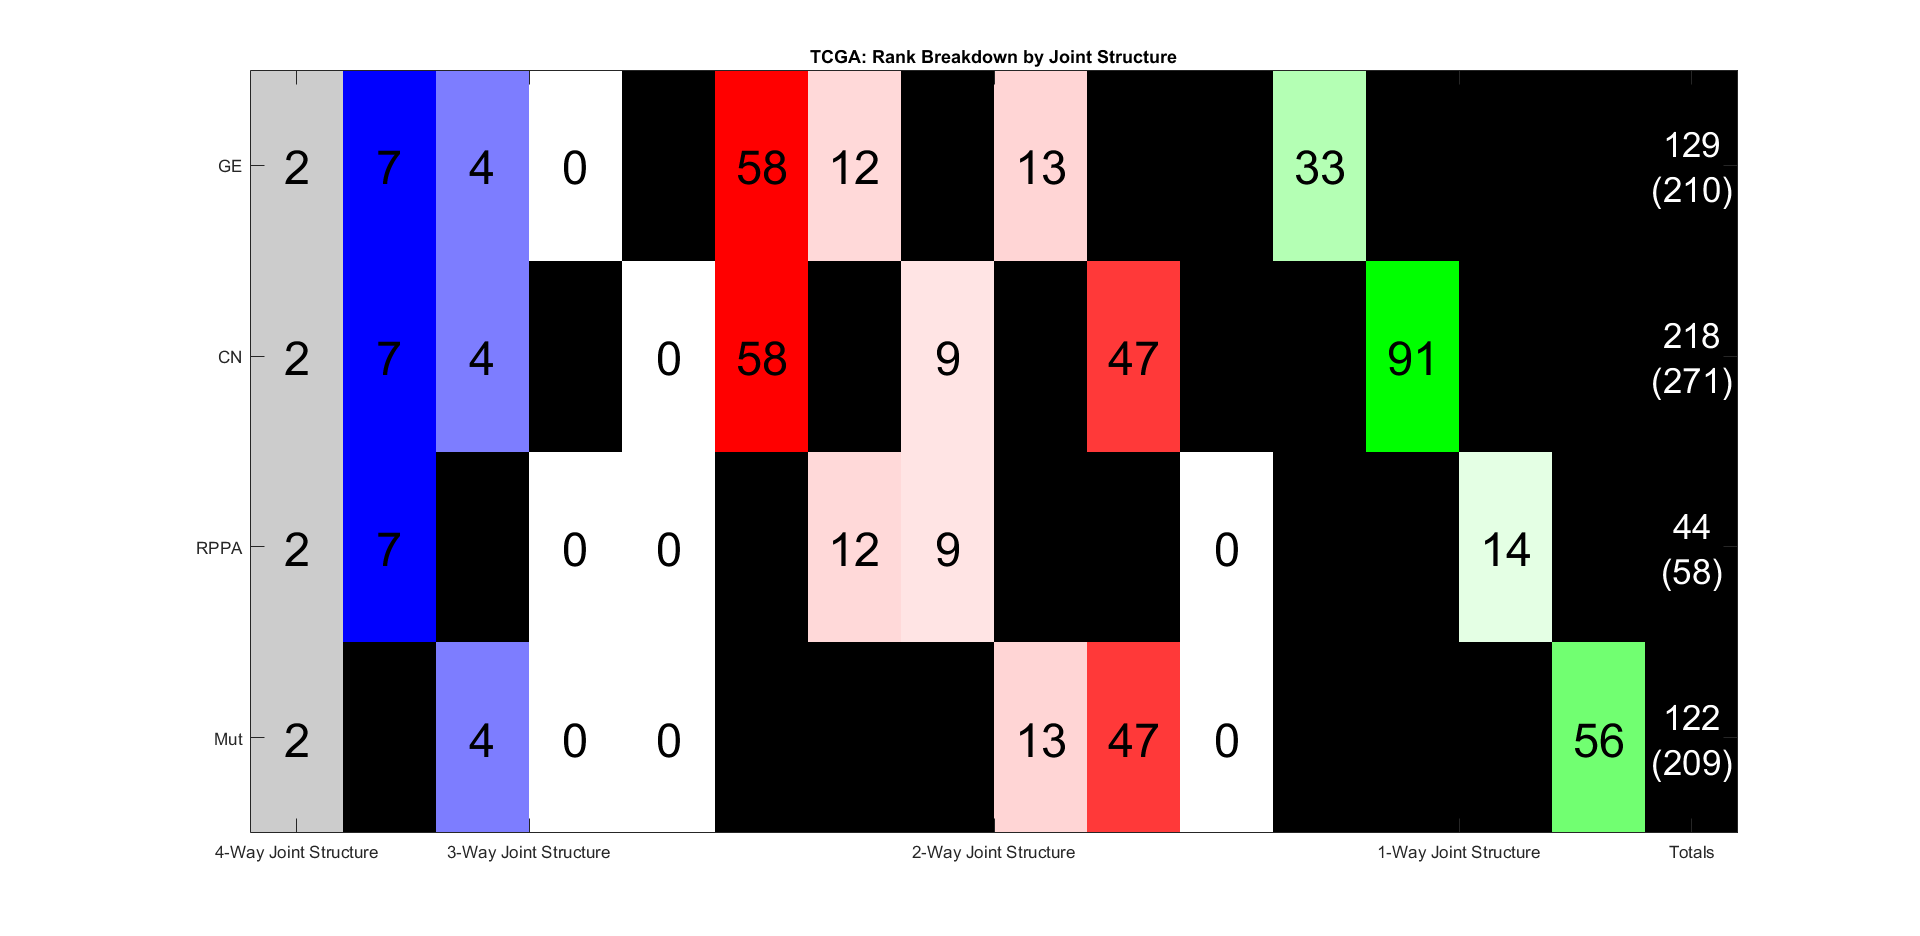 TCGA: Rank Breakdown by Joint Structure
GE 2 7 4 0 58 12 13 33 129
(210)
CN 2 7 4 0 58 9 47 91 218
(271)
RPPA 2 7 0 0 12 9 0 14 44
(58)
Mut 2 4 0 0 13 47 0 56 122
(209)
4-Way Joint Structure 3-Way Joint Structure 2-Way Joint Structure 1-Way Joint Structure Totals